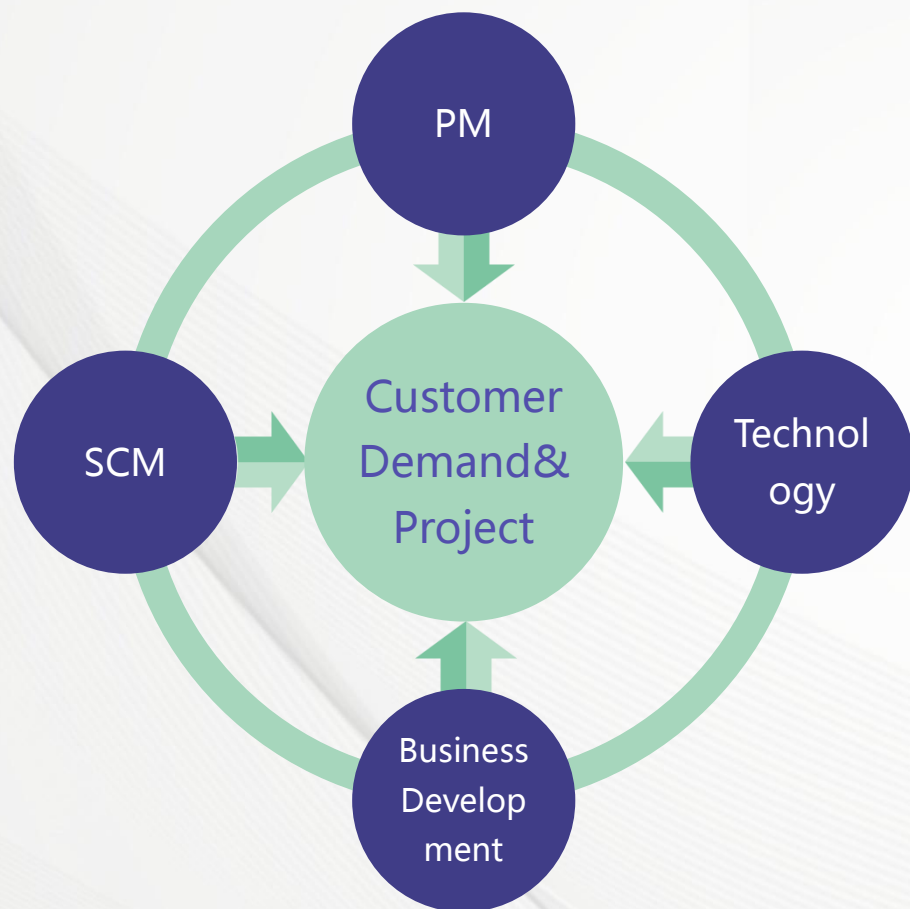 PM
Customer
Demand&
Project
SCM
Technol
ogy
Business
Develop
ment